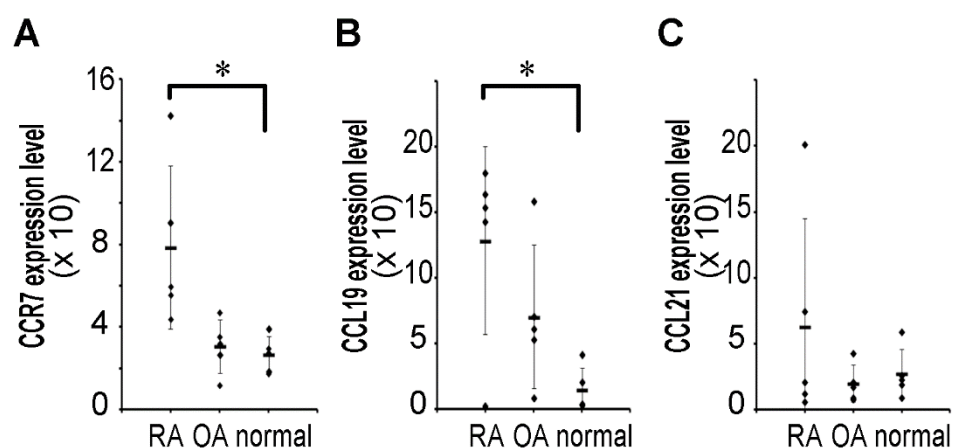 A
CCR7 expression level
(x 10)
16
12
8
4
0
*
RA OA normal
B
CCL19 expression level
(x 10)
20
15
10
5
0
*
RA OA normal
C
CCL21 expression level
(x 10)
20
15
10
5
0
RA OA normal